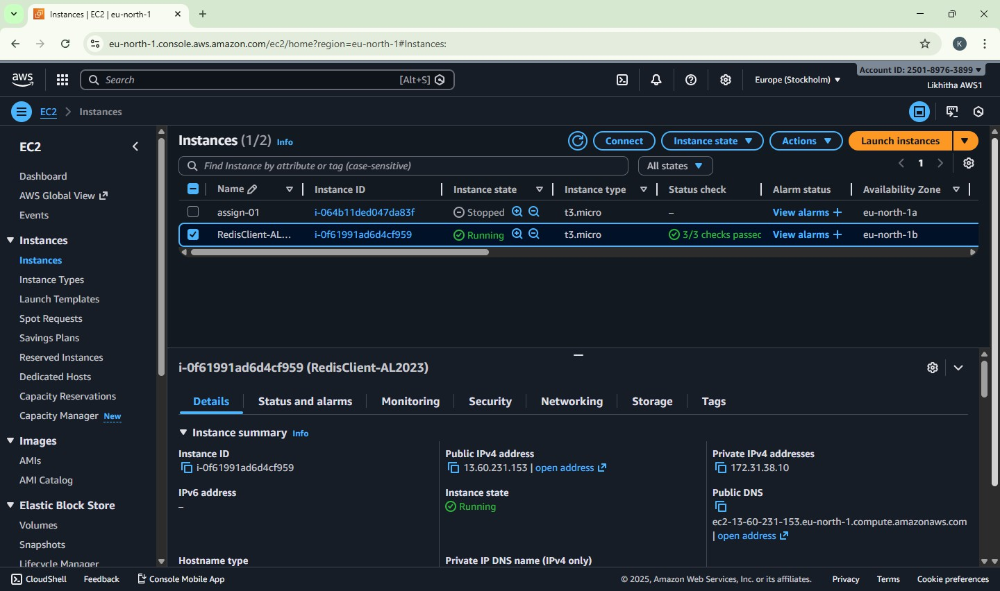 Instances | EC2 | eu-north-1
eu-north-1.console.aws.amazon.com/ec2/home?region=eu-north-1#Instances:
K
aws
Search
[Alt+S]
Europe (Stockholm)
Account ID: 2501-8976-3899
Likhitha AWS1
EC2
Instances
EC2
Dashboard
AWS Global View
Events
Instances
Instances
Instance Types
Launch Templates
Spot Requests
Savings Plans
Reserved Instances
Dedicated Hosts
Capacity Reservations
Capacity Manager New
Images
AMIs
AMI Catalog
Elastic Block Store
Volumes
Snapshots
Lifecycle Manager
Instances (1/2) Info
Connect
Instance state
Actions
Launch instances
Find Instance by attribute or tag (case-sensitive)
All states
1
Name Instance ID Instance state Instance type Status check Alarm status Availability Zone
assign-01 i-064b11ded047da83f Stopped t3.micro – View alarms + eu-north-1a
RedisClient-AL... i-0f61991ad6d4cf959 Running t3.micro 3/3 checks passec View alarms + eu-north-1b
i-0f61991ad6d4cf959 (RedisClient-AL2023)
Details Status and alarms Monitoring Security Networking Storage Tags
Instance summary Info
Instance ID
i-0f61991ad6d4cf959
Public IPv4 address
13.60.231.153 | open address
Private IPv4 addresses
172.31.38.10
IPv6 address
–
Instance state
Running
Public DNS
ec2-13-60-231-153.eu-north-1.compute.amazonaws.com
| open address
Hostname type
Private IP DNS name (IPv4 only)
CloudShell Feedback Console Mobile App
© 2025, Amazon Web Services, Inc. or its affiliates. Privacy Terms Cookie preferences